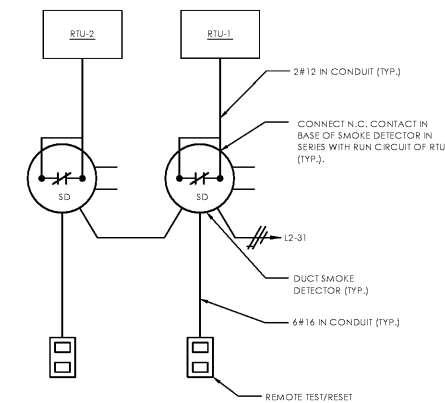 RTU-2
RTU-1
2#12 IN CONDUIT (TYP.)
CONNECT N.C. CONTACT IN
BASE OF SMOKE DETECTOR IN
SERIES WITH RUN CIRCUIT OF RTU
(TYP.).
SD
SD
L2-31
DUCT SMOKE
DETECTOR (TYP.)
6#16 IN CONDUIT (TYP.)
REMOTE TEST/RESET